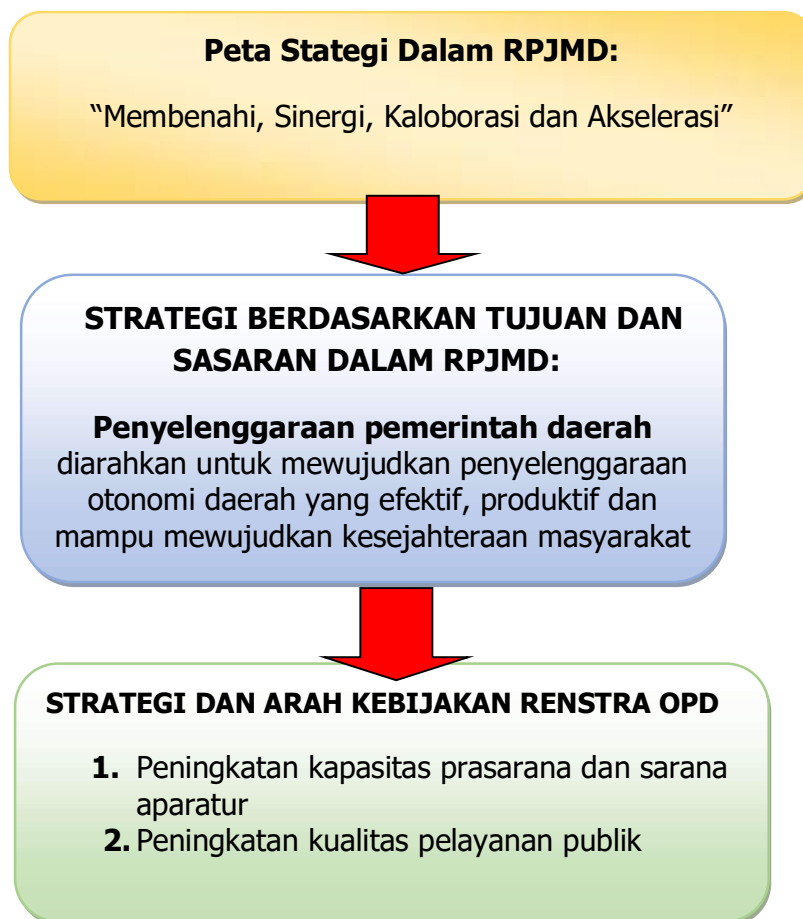 Peta Stategi Dalam RPJMD:
“Membenahi, Sinergi, Kaloborasi dan Akselerasi”
STRATEGI BERDASARKAN TUJUAN DAN
SASARAN DALAM RPJMD:
Penyelenggaraan pemerintah daerah
diarahkan untuk mewujudkan penyelenggaraan
otonomi daerah yang efektif, produktif dan
mampu mewujudkan kesejahteraan masyarakat
STRATEGI DAN ARAH KEBIJAKAN RENSTRA OPD
1. Peningkatan kapasitas prasarana dan sarana
aparatur
2. Peningkatan kualitas pelayanan publik